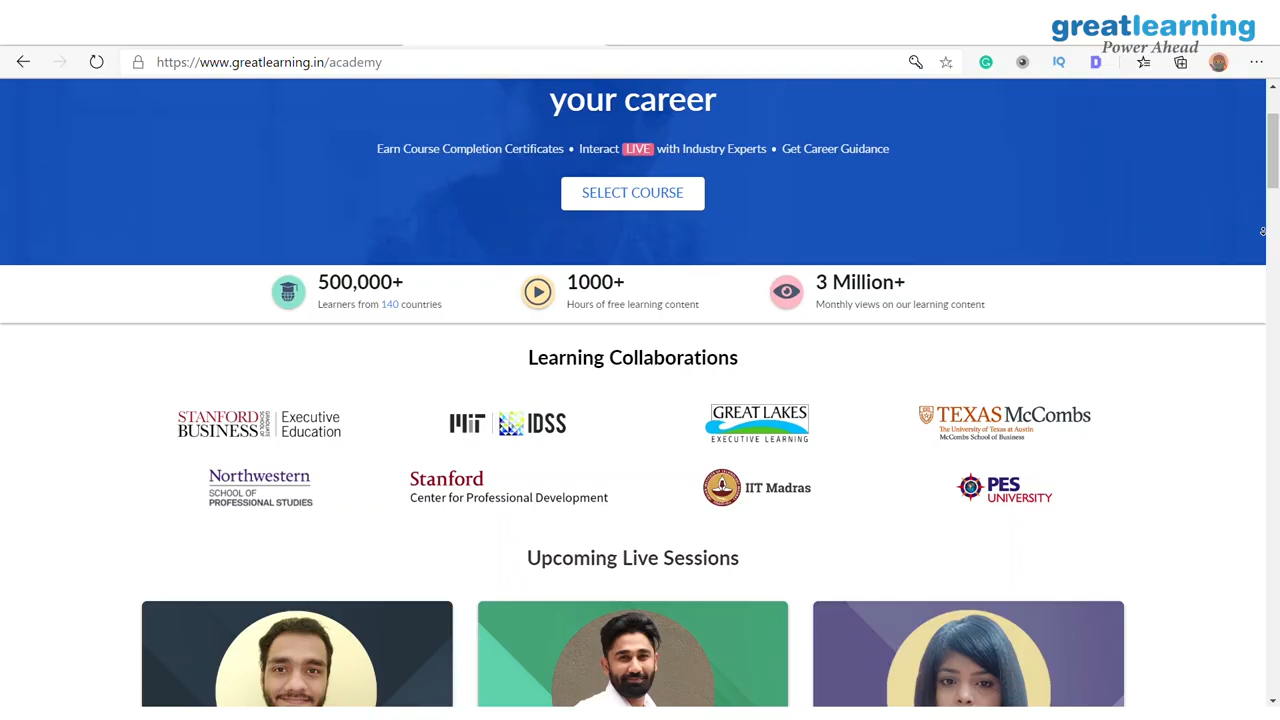 greatlearning
Power Ahead
https://www.greatlearning.in/academy
IQ
D
your career
Earn Course Completion Certificates • Interact LIVE with Industry Experts • Get Career Guidance
SELECT COURSE
500,000+
Learners from 140 countries
1000+
Hours of free learning content
3 Million+
Monthly views on our learning content
Learning Collaborations
STANFORD BUSINESS
Executive Education
MIT IDSS
GREAT LAKES
EXECUTIVE LEARNING
TEXAS McCombs
The University of Texas at Austin
McCombs School of Business
Northwestern
SCHOOL OF
PROFESSIONAL STUDIES
Stanford
Center for Professional Development
IIT Madras
PES
UNIVERSITY
Upcoming Live Sessions